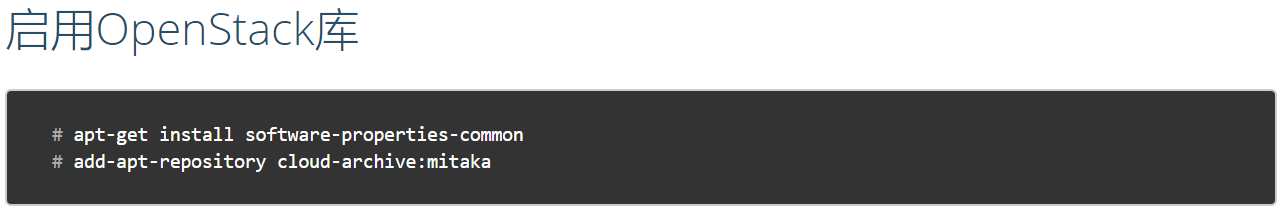 启用OpenStack库
# apt-get install software-properties-common
# add-apt-repository cloud-archive:mitaka